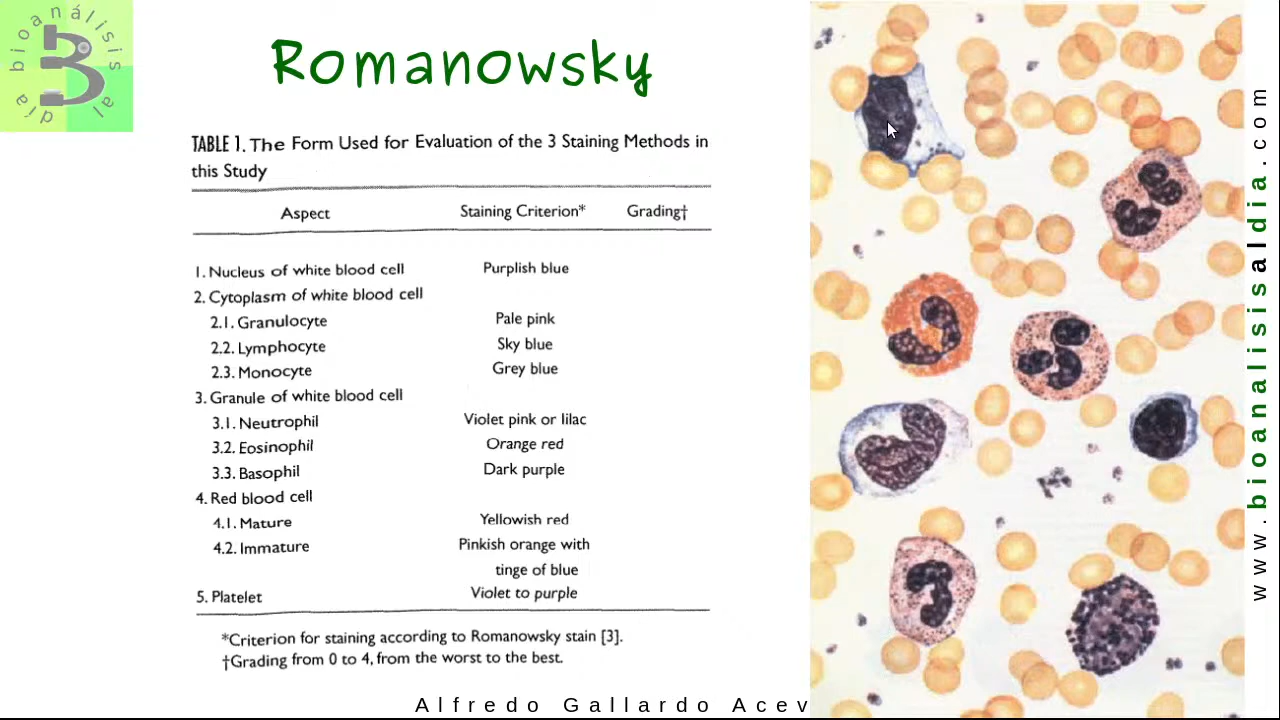 bioanálisis
al día
Romanowsky
TABLE 1. The Form Used for Evaluation of the 3 Staining Methods in
this Study
Aspect Staining Criterion* Grading†
1. Nucleus of white blood cell Purplish blue
2. Cytoplasm of white blood cell
2.1. Granulocyte Pale pink
2.2. Lymphocyte Sky blue
2.3. Monocyte Grey blue
3. Granule of white blood cell
3.1. Neutrophil Violet pink or lilac
3.2. Eosinophil Orange red
3.3. Basophil Dark purple
4. Red blood cell
4.1. Mature Yellowish red
4.2. Immature Pinkish orange with
tinge of blue
5. Platelet Violet to purple
*Criterion for staining according to Romanowsky stain [3].
†Grading from 0 to 4, from the worst to the best.
Alfredo Gallardo Acev
www.bioanalisisaldia.com